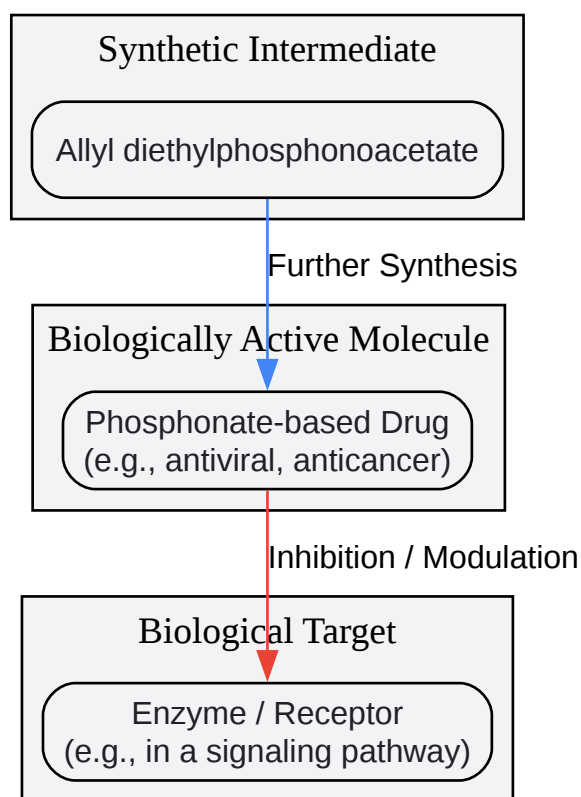 Synthetic Intermediate
Allyl diethylphosphonoacetate
Further Synthesis
Biologically Active Molecule
Phosphonate-based Drug
(e.g., antiviral, anticancer)
Inhibition / Modulation
Biological Target
Enzyme / Receptor
(e.g., in a signaling pathway)